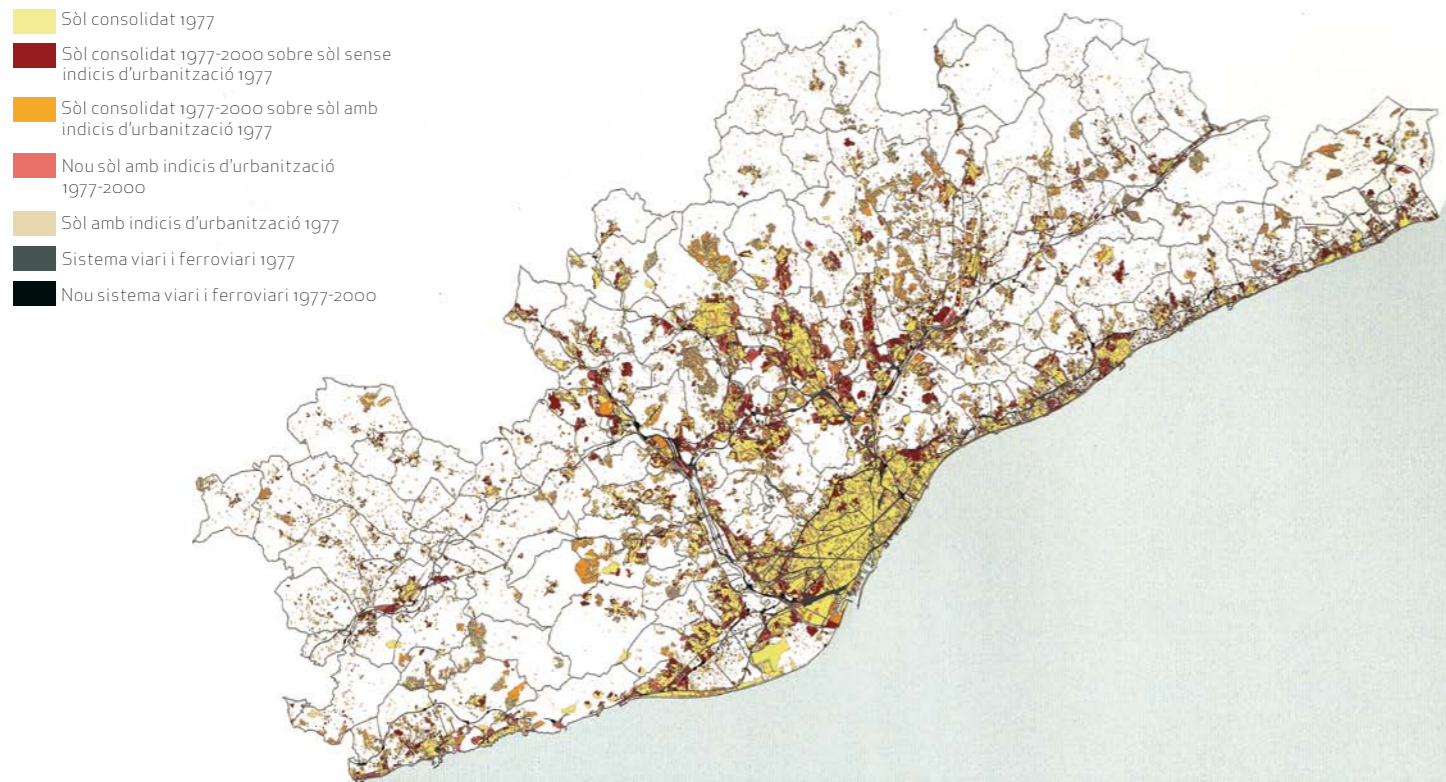 Sòl consolidat 1977
Sòl consolidat 1977-2000 sobre sòl sense
indicis d'urbanització 1977
Sòl consolidat 1977-2000 sobre sòl amb
indicis d'urbanització 1977
Nou sòl amb indicis d'urbanització
1977-2000
Sòl amb indicis d'urbanització 1977
Sistema viari i ferroviari 1977
Nou sistema viari i ferroviari 1977-2000